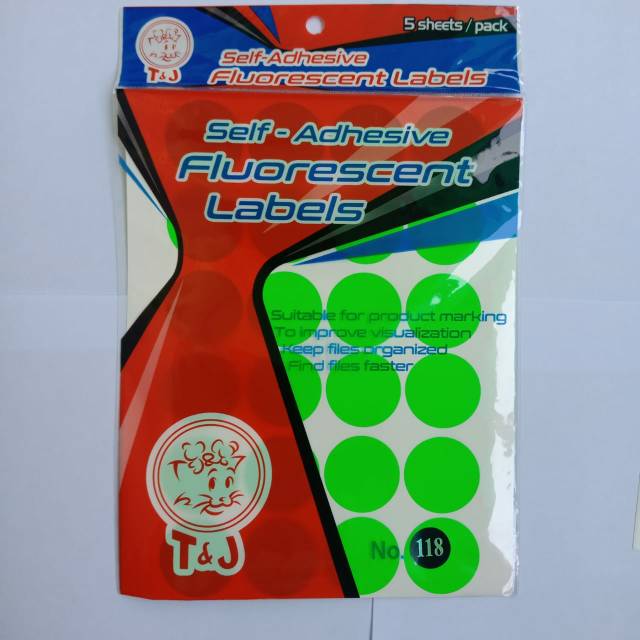 5 sheets / pack
T&J
Self-Adhesive
Fluorescent Labels
Self - Adhesive
Fluorescent
Labels
Suitable for product marking
To improve visualization
Keep files organized
Find files faster
T&J
No. 118